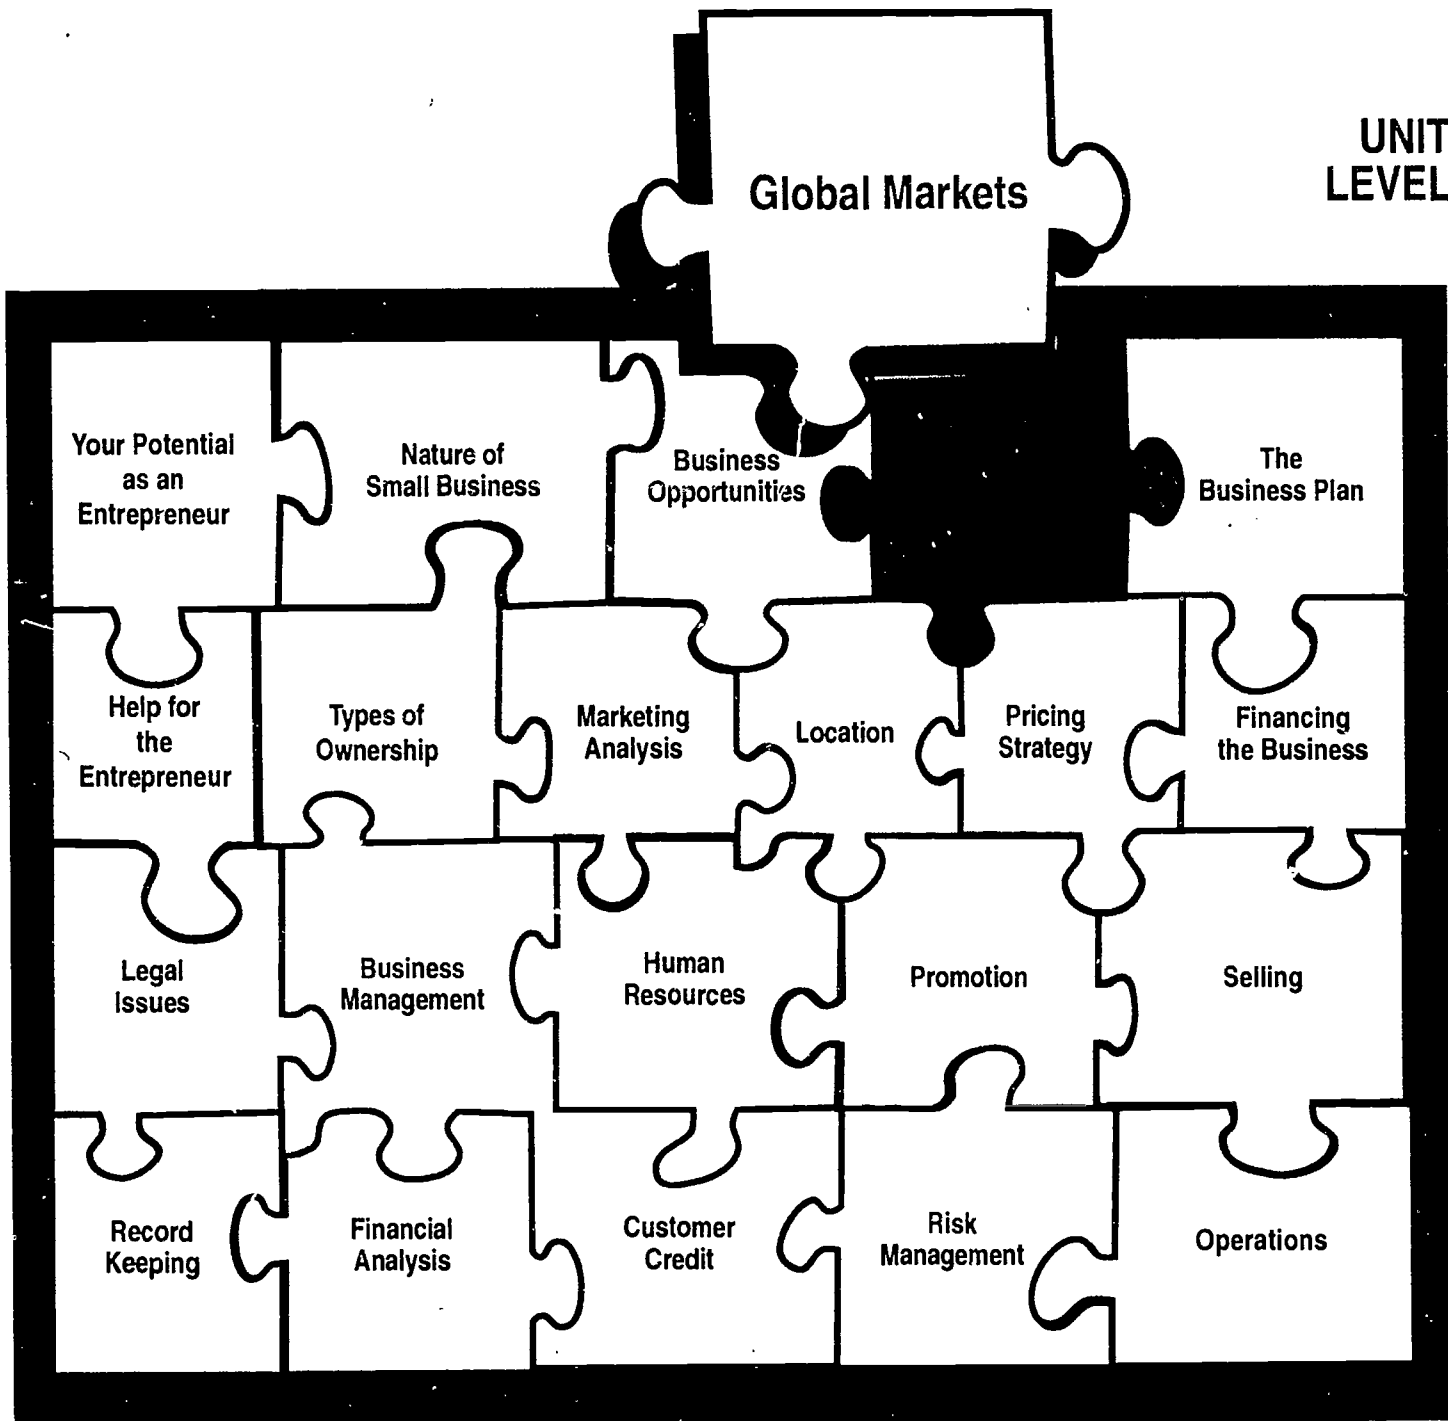 UNIT
LEVEL
Global Markets
Your Potential
as an
Entrepreneur
Nature of
Small Business
Business
Opportunities
The
Business Plan
Help for
the
Entrepreneur
Types of
Ownership
Marketing
Analysis
Location
Pricing
Strategy
Financing
the Business
Legal
Issues
Business
Management
Human
Resources
Promotion
Selling
Record
Keeping
Financial
Analysis
Customer
Credit
Risk
Management
Operations